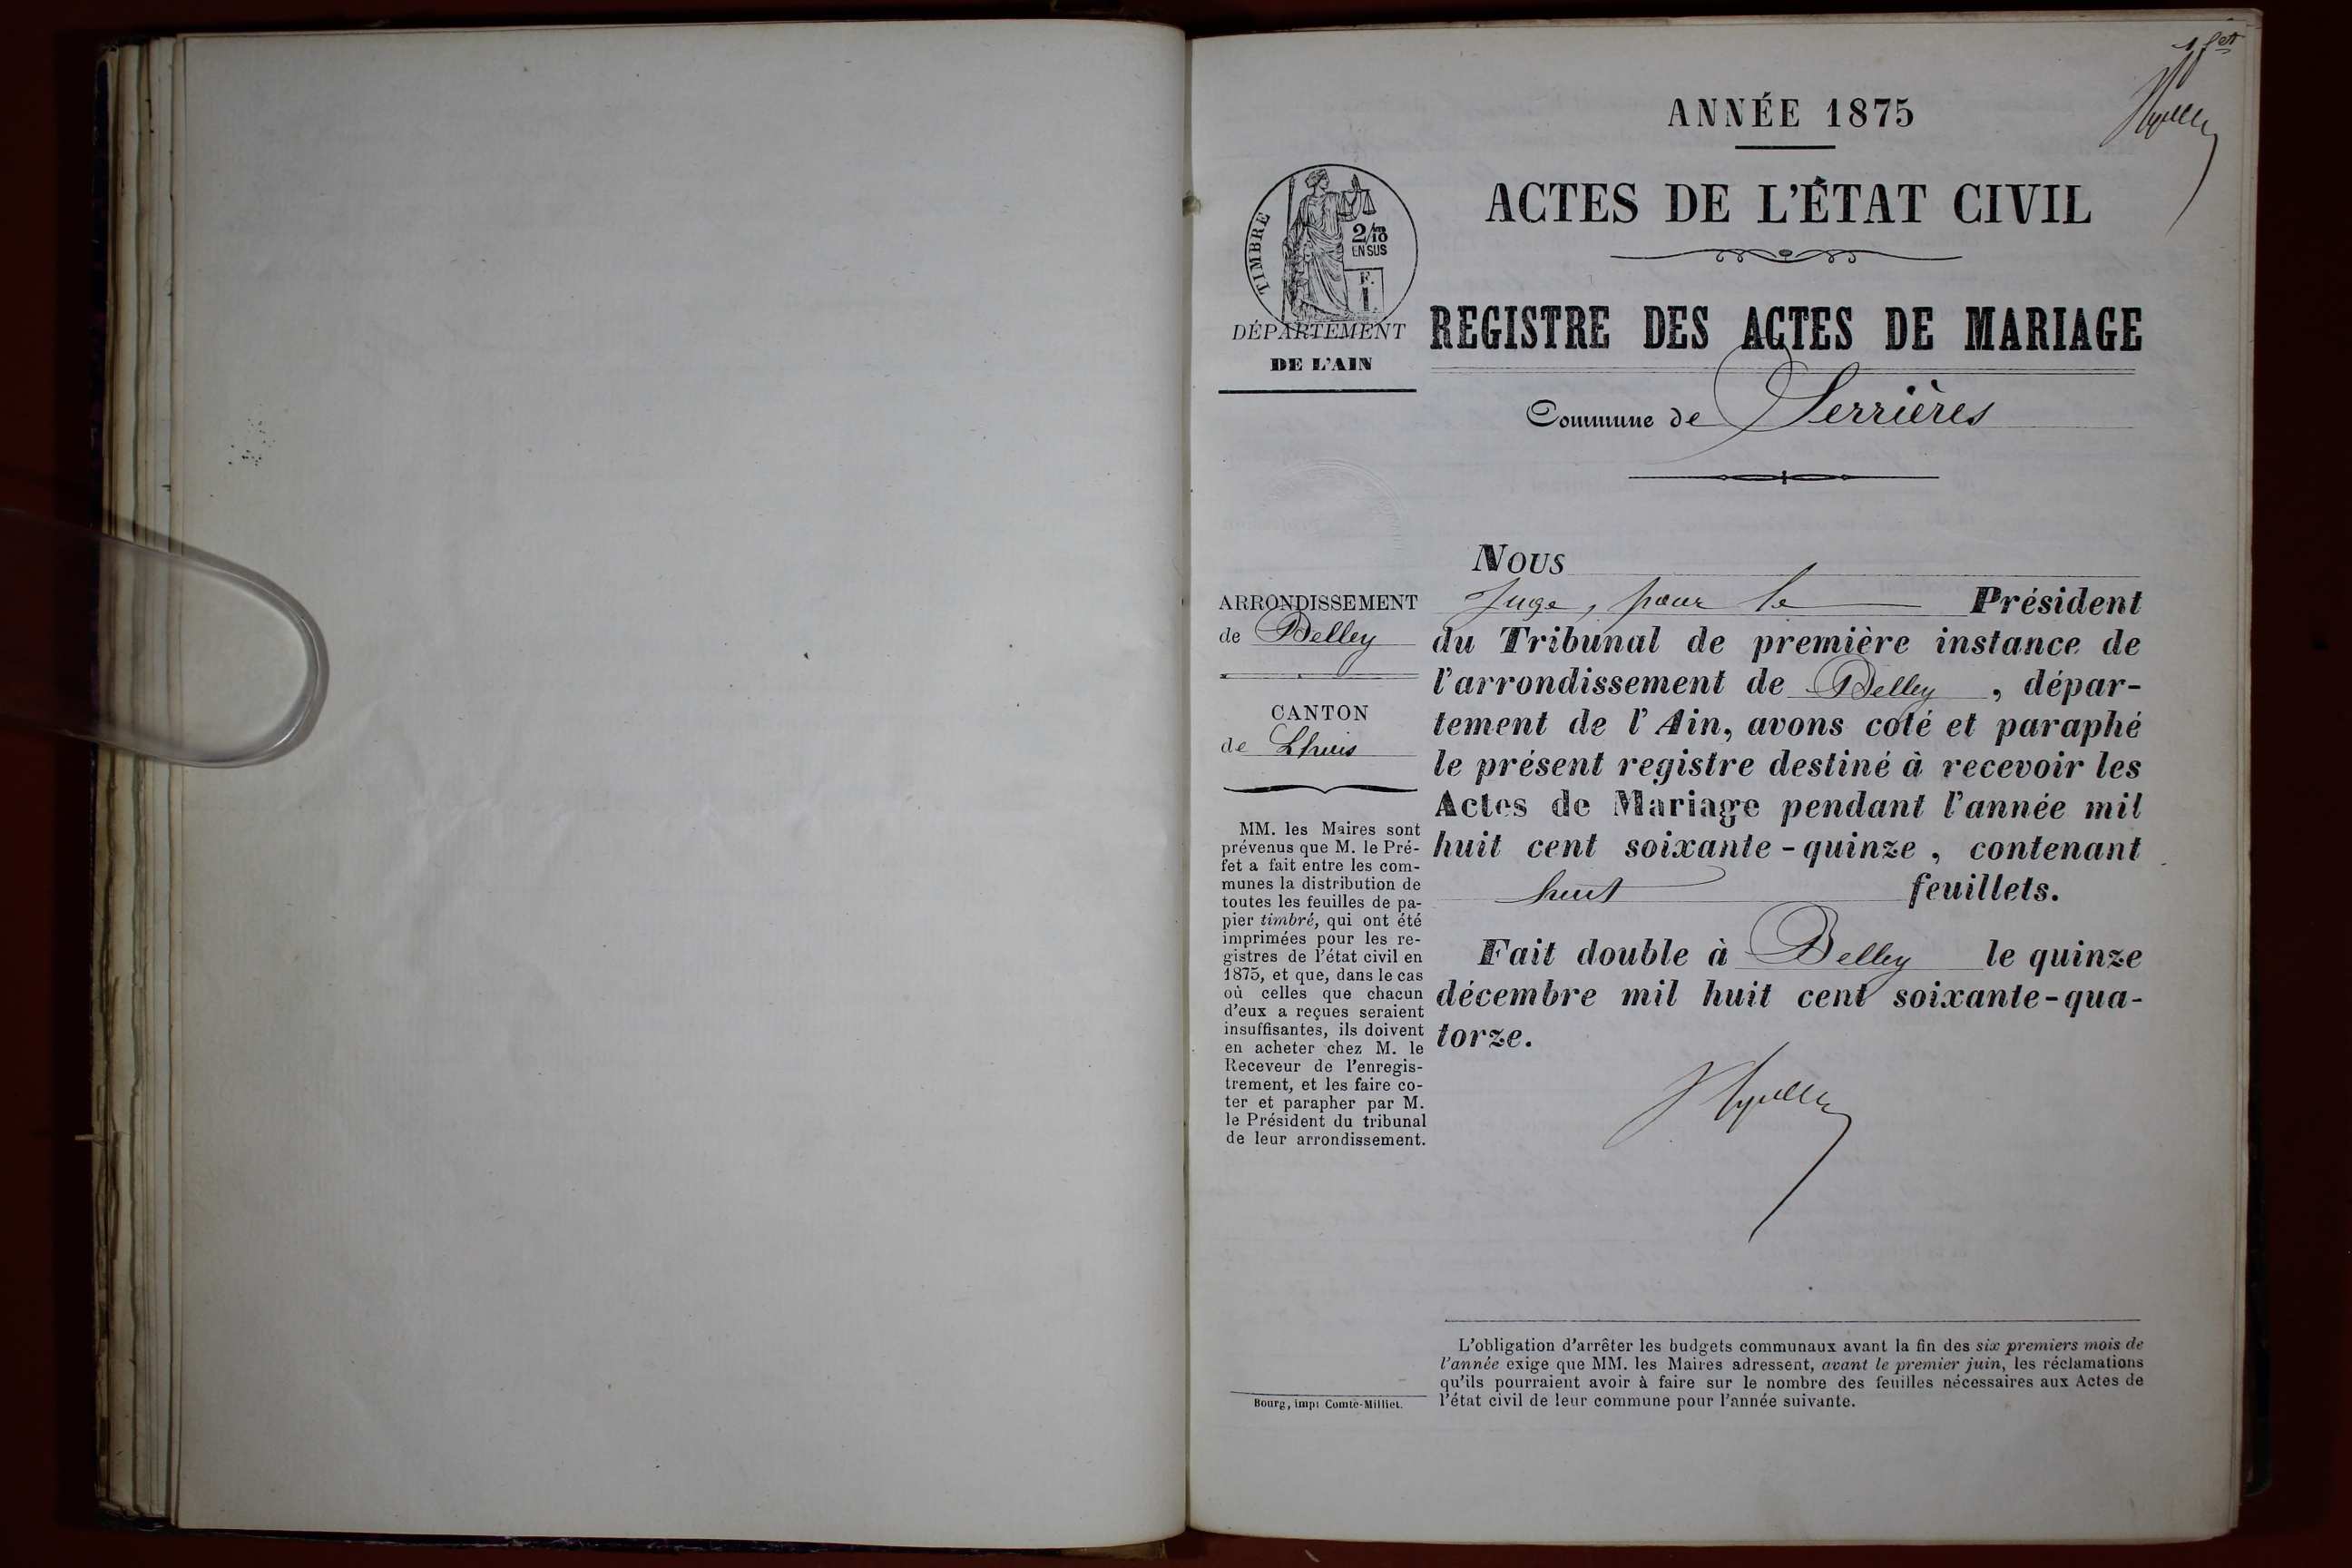 1 f^et
ANNÉE 1875
ACTES DE L'ÉTAT CIVIL
TIMBRE
2/10
EN SUS
F.
1
DÉPARTEMENT
DE L'AIN
REGISTRE DES ACTES DE MARIAGE
Commune de Serrières
ARRONDISSEMENT
de Belley
CANTON
de Lhuis
MM. les Maires sont
prévenus que M. le Pré-
fet a fait entre les com-
munes la distribution de
toutes les feuilles de pa-
pier timbré, qui ont été
imprimées pour les re-
gistres de l'état civil en
1875, et que, dans le cas
où celles que chacun
d'eux a reçues seraient
insuffisantes, ils doivent
en acheter chez M. le
Receveur de l'enregis-
trement, et les faire co-
ter et parapher par M.
le Président du tribunal
de leur arrondissement.
NOUS
Juge, pour le Président
du Tribunal de première instance de
l'arrondissement de Belley, dépar-
tement de l'Ain, avons coté et paraphé
le présent registre destiné à recevoir les
Actes de Mariage pendant l'année mil
huit cent soixante-quinze, contenant
huit feuillets.
Fait double à Belley le quinze
décembre mil huit cent soixante-qua-
torze.
L'obligation d'arrêter les budgets communaux avant la fin des six premiers mois de
l'année exige que MM. les Maires adressent, avant le premier juin, les réclamations
qu'ils pourraient avoir à faire sur le nombre des feuilles nécessaires aux Actes de
l'état civil de leur commune pour l'année suivante.
Bourg, imp. Comte-Milliet.